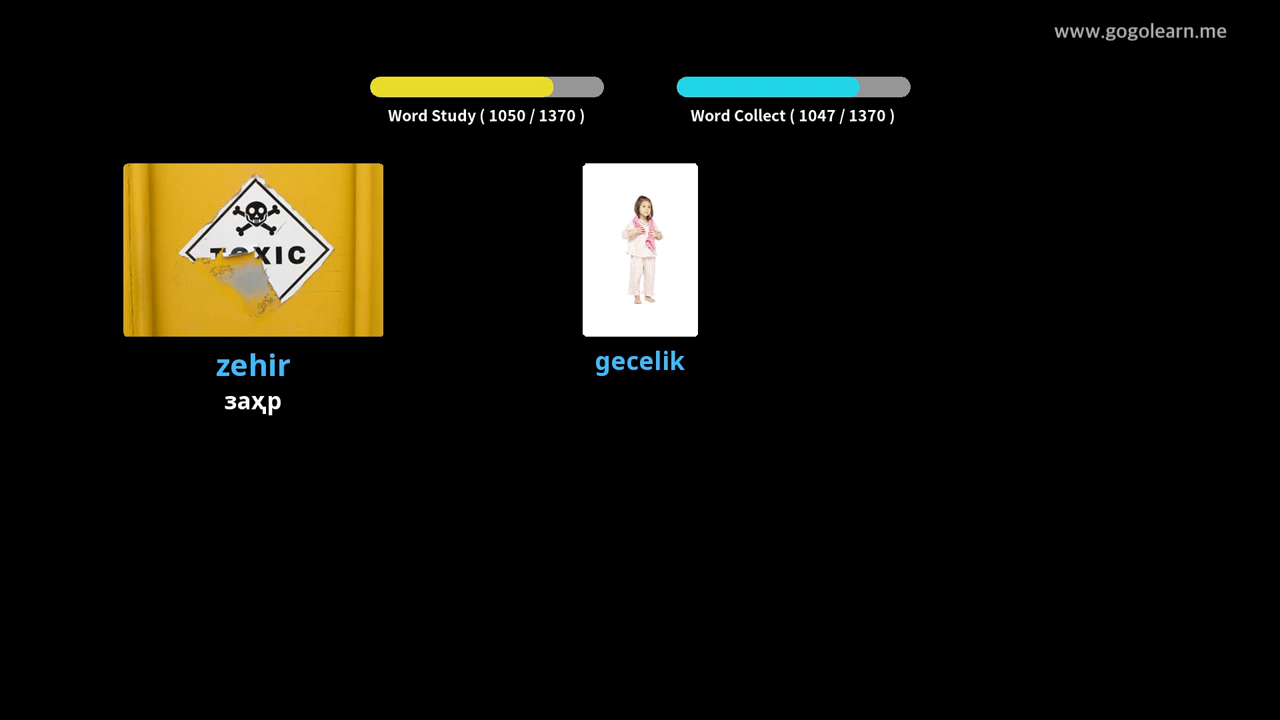 www.gogolearn.me
Word Study ( 1050 / 1370 )
Word Collect ( 1047 / 1370 )
TOXIC
zehir
заҳр
gecelik